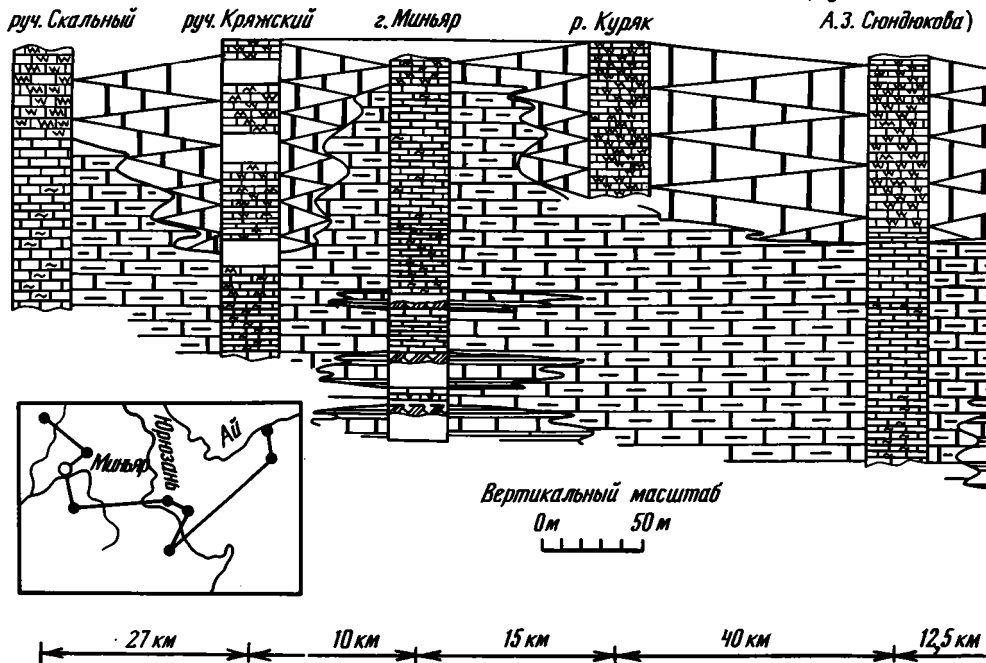 руч. Скальный руч. Кряжский г. Миньяр р. Куряк А.З. Сюндюкова)
Миньяр
Юрюзань
Ай
Вертикальный масштаб
0м 50 м
27 км 10 км 15 км 40 км 12,5 км